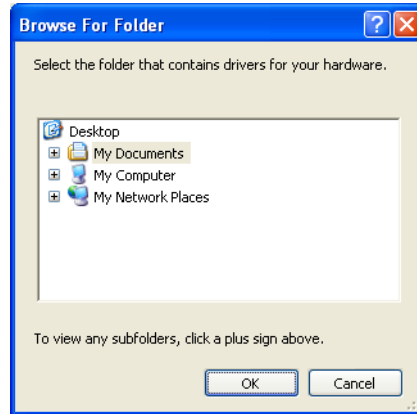 Browse For Folder
Select the folder that contains drivers for your hardware.
Desktop
My Documents
My Computer
My Network Places
To view any subfolders, click a plus sign above.
OK Cancel